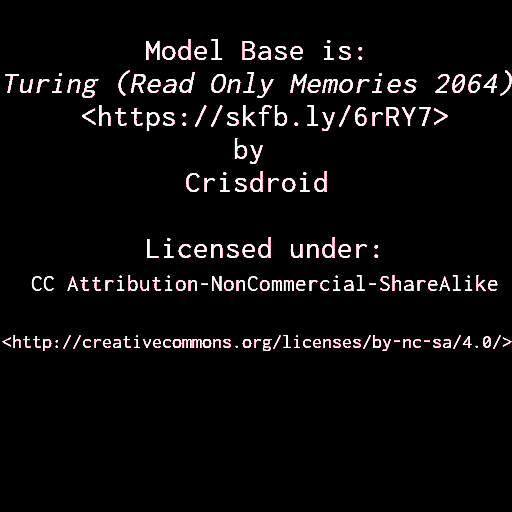 Model Base is:
Turing (Read Only Memories 2064)
<https://skfb.ly/6rRY7>
by
Crisdroid
Licensed under:
CC Attribution-NonCommercial-ShareAlike
<http://creativecommons.org/licenses/by-nc-sa/4.0/>